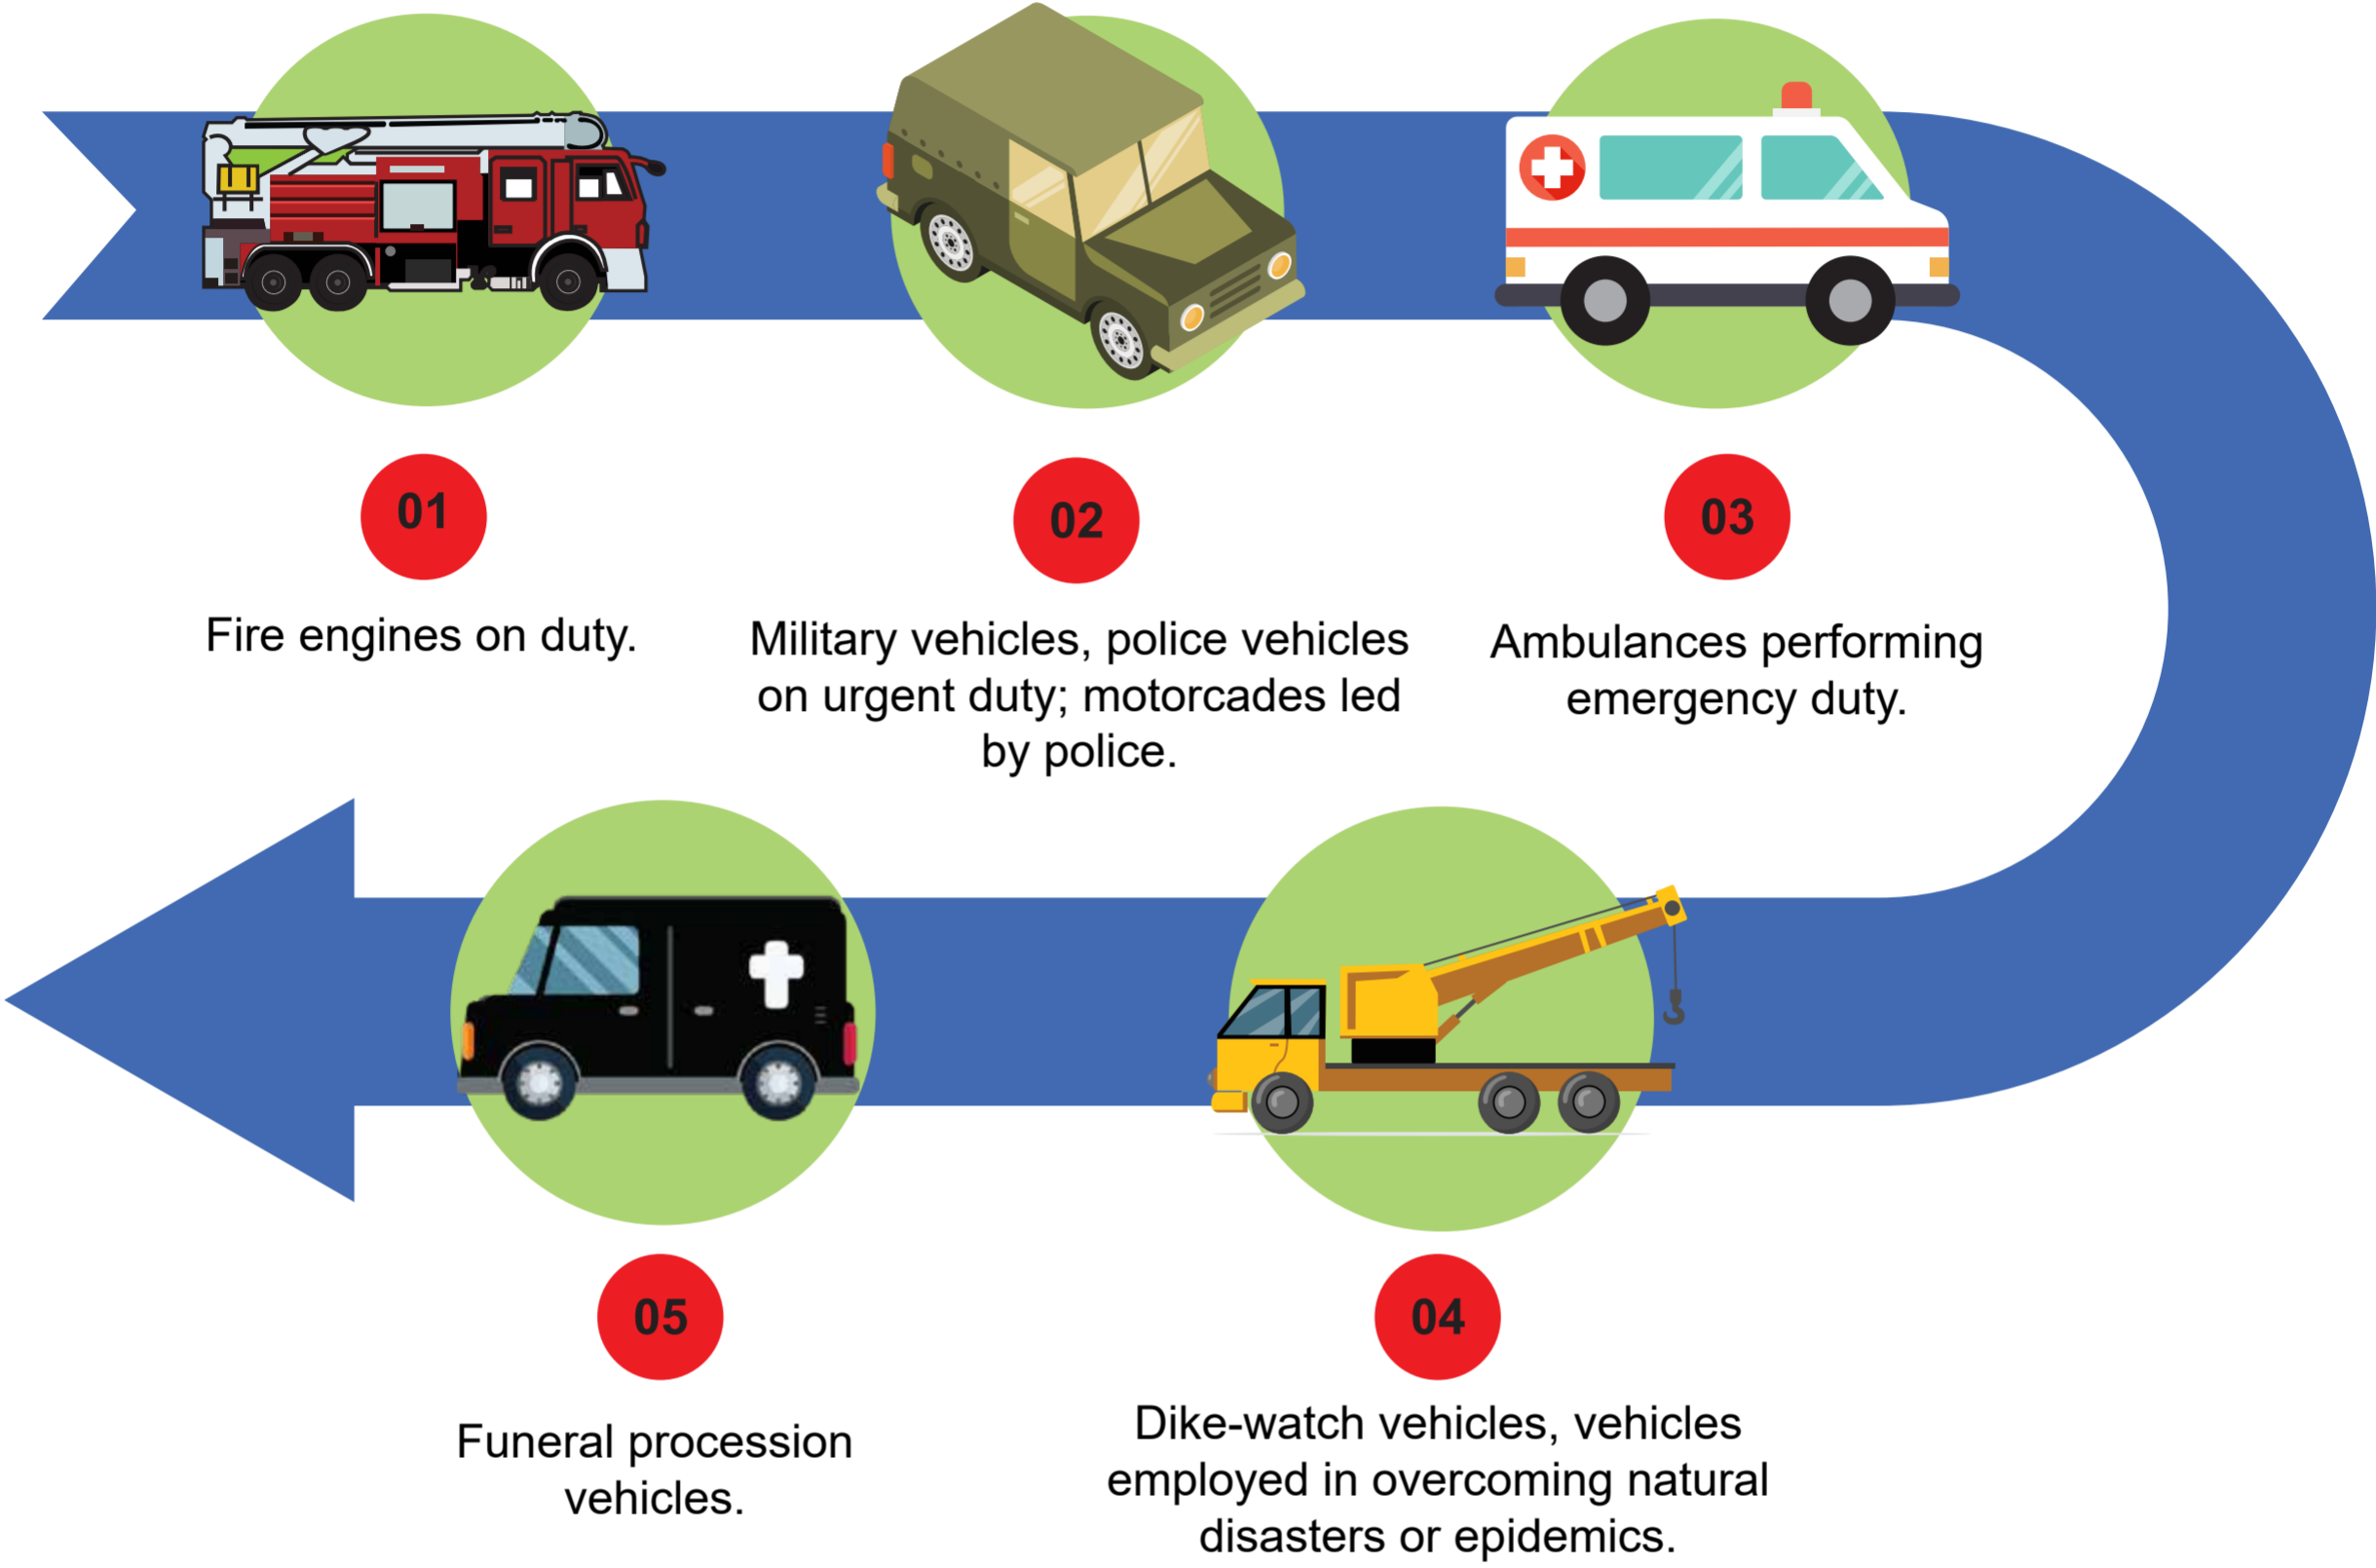 01
Fire engines on duty.
02
Military vehicles, police vehicles
on urgent duty; motorcades led
by police.
03
Ambulances performing
emergency duty.
04
Dike-watch vehicles, vehicles
employed in overcoming natural
disasters or epidemics.
05
Funeral procession
vehicles.